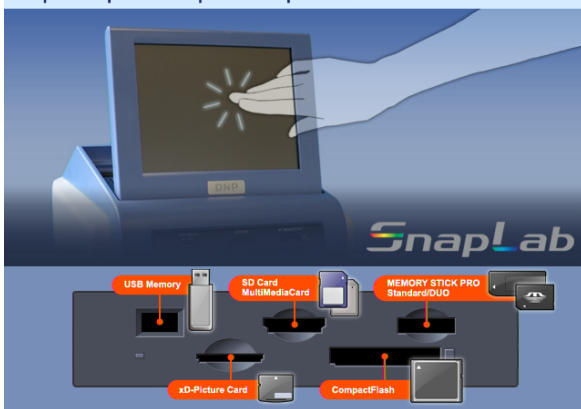 DNP
SnapLab
USB Memory
SD Card
MultiMediaCard
MEMORY STICK PRO
Standard/DUO
xD-Picture Card
CompactFlash